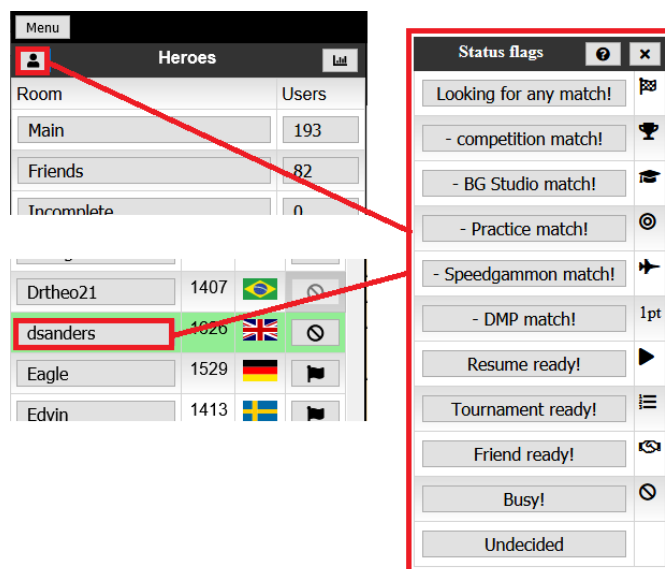 Menu
Heroes
Room Users
Main 193
Friends 82
Incomplete 0
Drtheo21 1407
dsanders
Eagle 1529
Edvin 1413
Status flags
Looking for any match!
- competition match!
- BG Studio match!
- Practice match!
- Speedgammon match!
- DMP match! 1pt
Resume ready!
Tournament ready!
Friend ready!
Busy!
Undecided